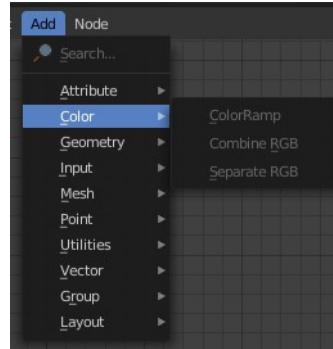 Add Node
Search...
Attribute
Color
Geometry
Input
Mesh
Point
Utilities
Vector
Group
Layout
ColorRamp
Combine RGB
Separate RGB